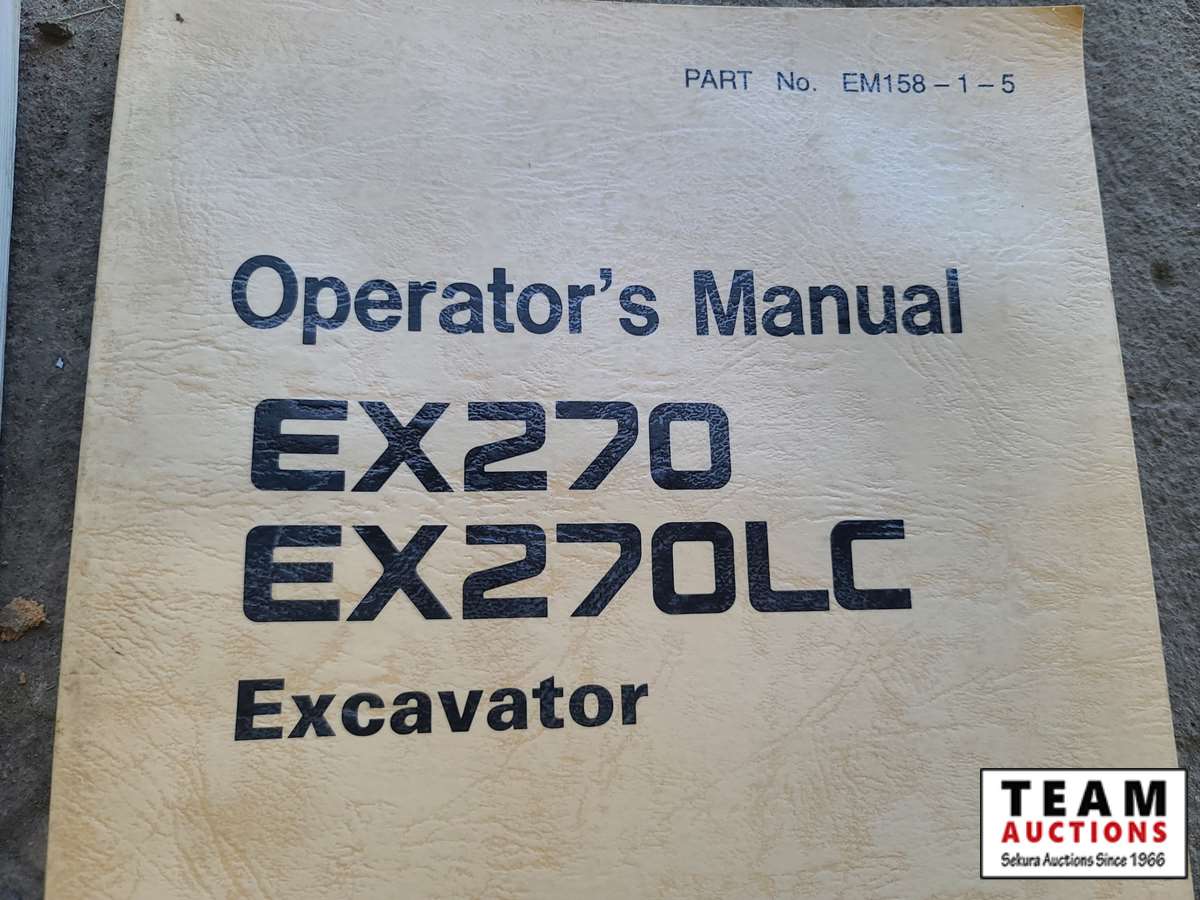 PART No. EM158-1-5
Operator's Manual
EX270
EX270LC
Excavator
TEAM
AUCTIONS
Sekura Auctions Since 1966